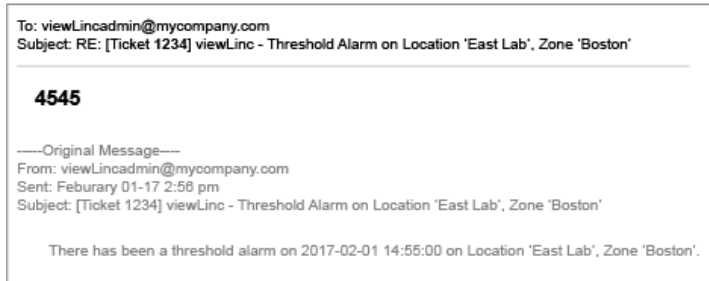 To: viewLincadmin@mycompany.com
Subject: RE: [Ticket 1234] viewLinc - Threshold Alarm on Location 'East Lab', Zone 'Boston'
4545
-----Original Message----
From: viewLincadmin@mycompany.com
Sent: Feburary 01-17 2:56 pm
Subject: [Ticket 1234] viewLinc - Threshold Alarm on Location 'East Lab', Zone 'Boston'
There has been a threshold alarm on 2017-02-01 14:55:00 on Location 'East Lab', Zone 'Boston'.